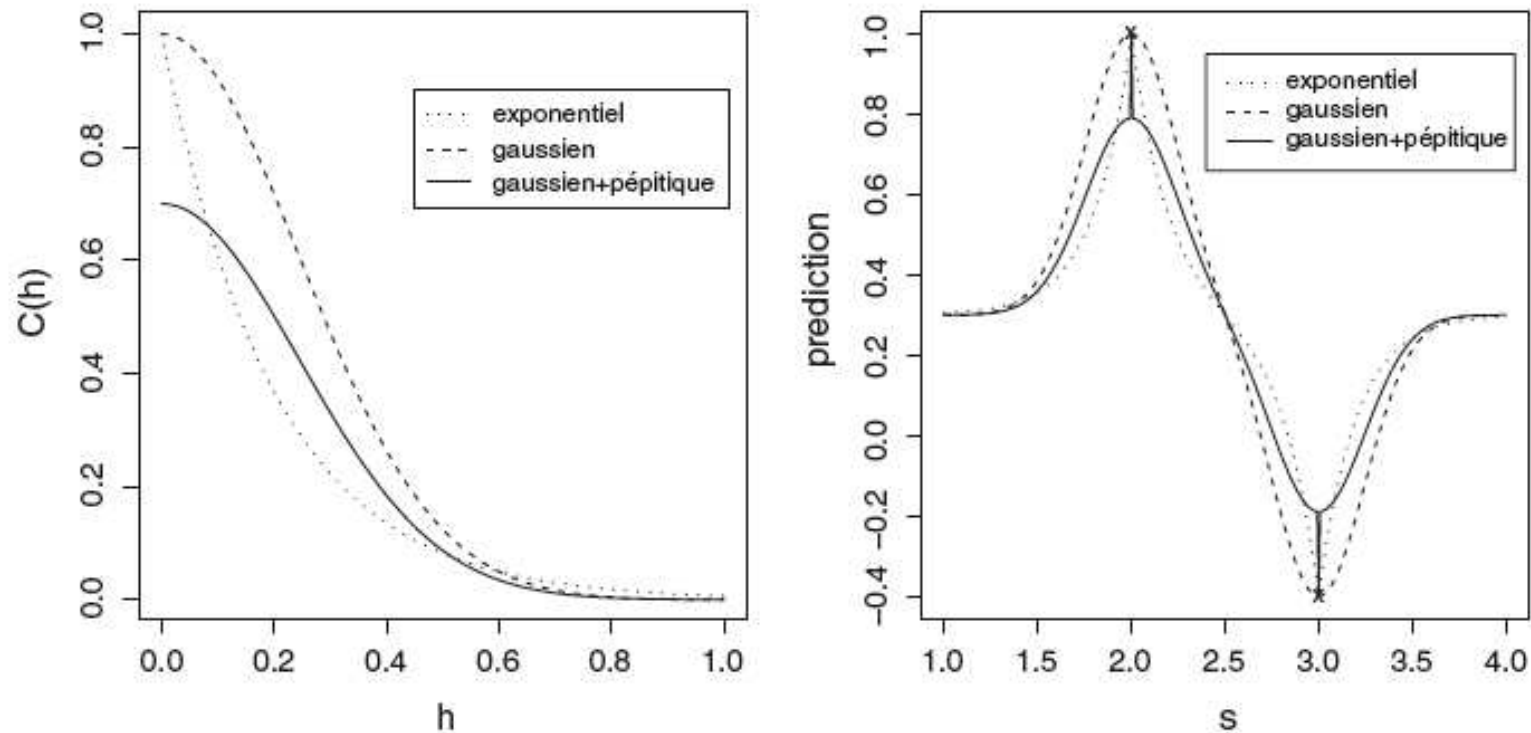 C(h)
1.0
0.8
0.6
0.4
0.2
0.0
exponentiel
gaussien
gaussien+pépitique
0.0 0.2 0.4 0.6 0.8 1.0
h
prediction
1.0
0.8
0.6
0.4
0.2
0.0
−0.2
−0.4
exponentiel
gaussien
gaussien+pépitique
1.0 1.5 2.0 2.5 3.0 3.5 4.0
s